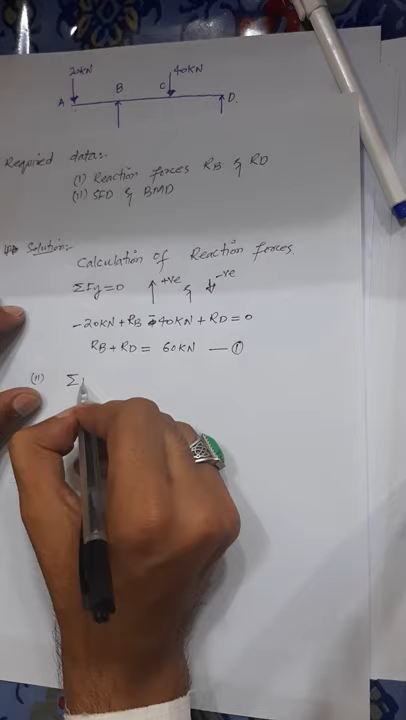 20kN 40kN
A B C D.
Required data:-
(I) Reaction forces RB & RD
(II) SFD & BMD
Solution:-
Calculation of Reaction forces.
ΣFy=0 ↑+ve & ↓-ve
-20KN+RB-40KN+RD=0
RB+RD= 60KN —①
(II) Σ